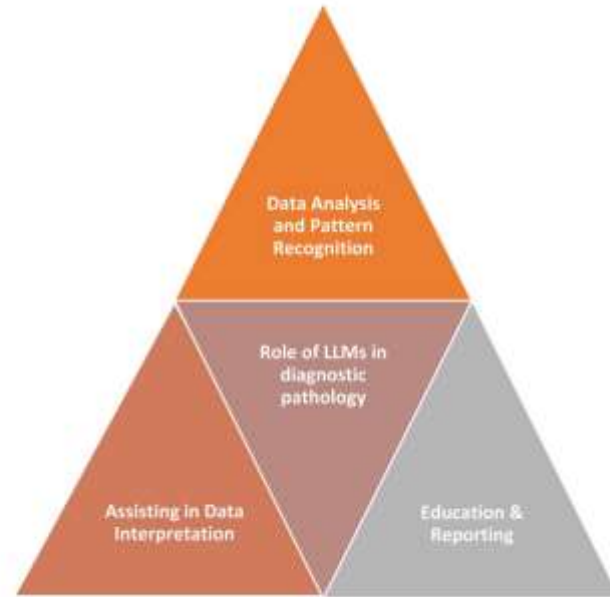 Data Analysis
and Pattern
Recognition
Role of LLMs in
diagnostic
pathology
Assisting in Data
Interpretation
Education &
Reporting